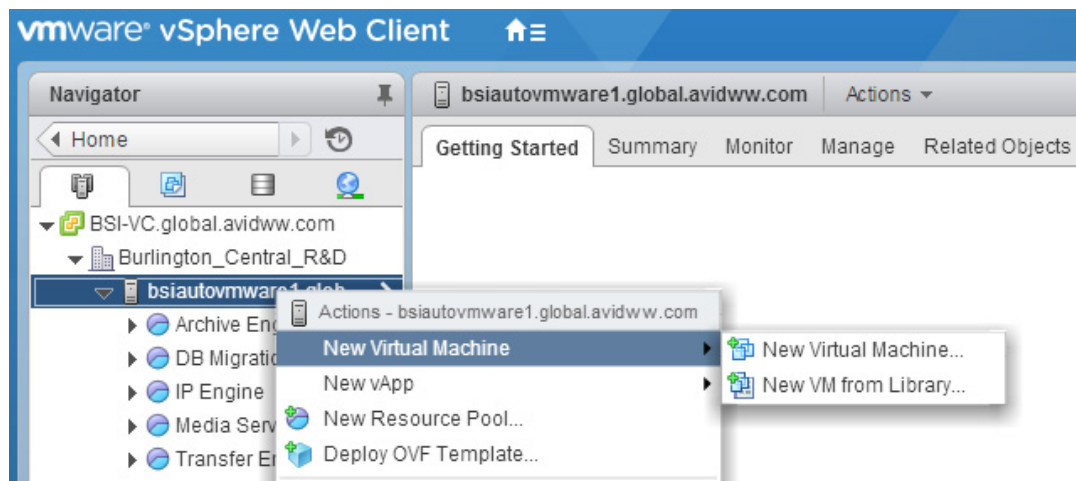 vmware® vSphere Web Client
Navigator
Home
BSI-VC.global.avidww.com
Burlington_Central_R&D
bsiautovmware1.glob
Archive Eng
DB Migratio
IP Engine
Media Serv
Transfer En
bsiautovmware1.global.avidww.com Actions
Getting Started Summary Monitor Manage Related Objects
Actions - bsiautovmware1.global.avidww.com
New Virtual Machine
New vApp
New Resource Pool...
Deploy OVF Template...
New Virtual Machine...
New VM from Library...